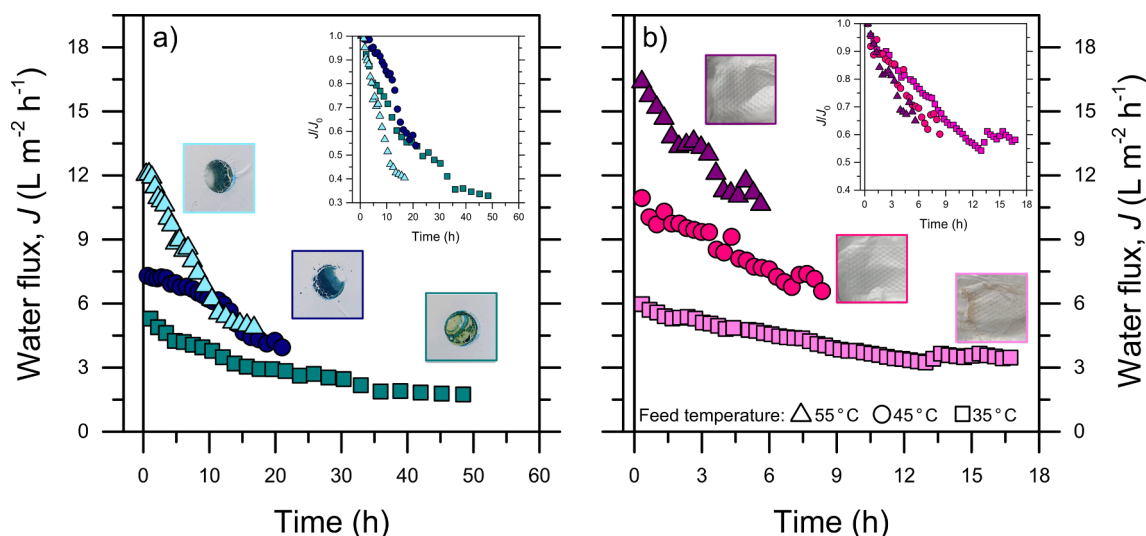 a)
Water flux, J (L m⁻² h⁻¹)
18
15
12
9
6
3
0
0 10 20 30 40 50 60
Time (h)
J/J₀
1.0
0.9
0.8
0.7
0.6
0.5
0.4
0.3
0 10 20 30 40 50 60
Time (h)
b)
Water flux, J (L m⁻² h⁻¹)
18
15
12
9
6
3
0
0 3 6 9 12 15 18
Time (h)
J/J₀
1.0
0.9
0.8
0.7
0.6
0.5
0.4
0 3 6 9 12 15 18
Time (h)
Feed temperature: 55°C 45°C 35°C